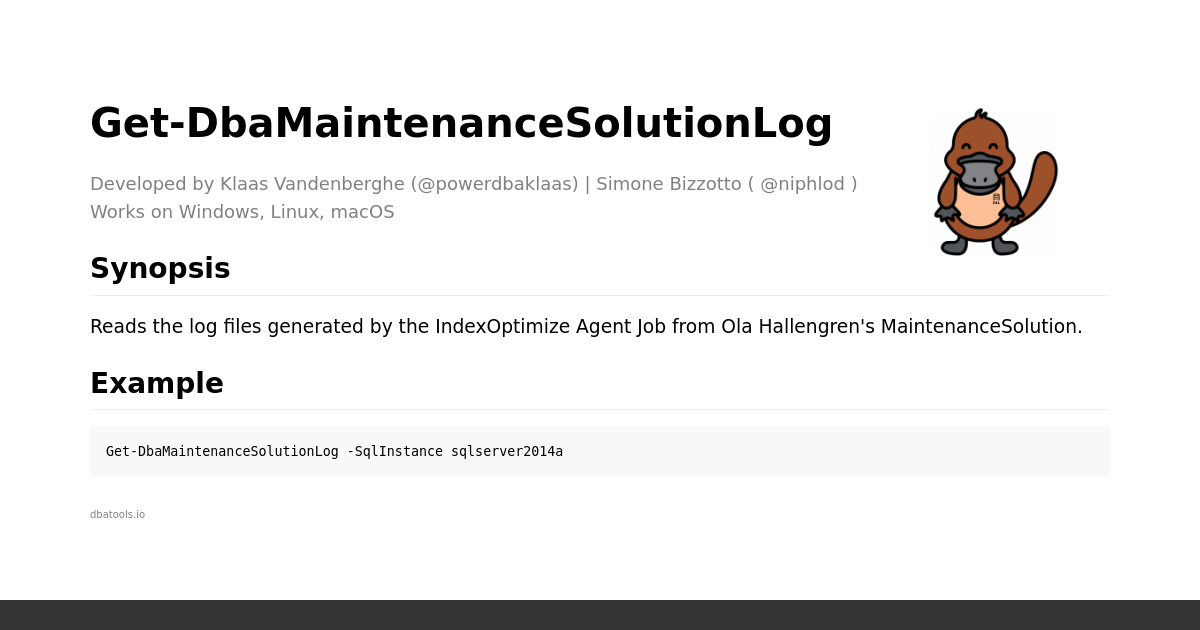 Get-DbaMaintenanceSolutionLog
Developed by Klaas Vandenberghe (@powerdbaklaas) | Simone Bizzotto ( @niphlod )
Works on Windows, Linux, macOS
Synopsis
Reads the log files generated by the IndexOptimize Agent Job from Ola Hallengren's MaintenanceSolution.
Example
Get-DbaMaintenanceSolutionLog -SqlInstance sqlserver2014a
dbatools.io